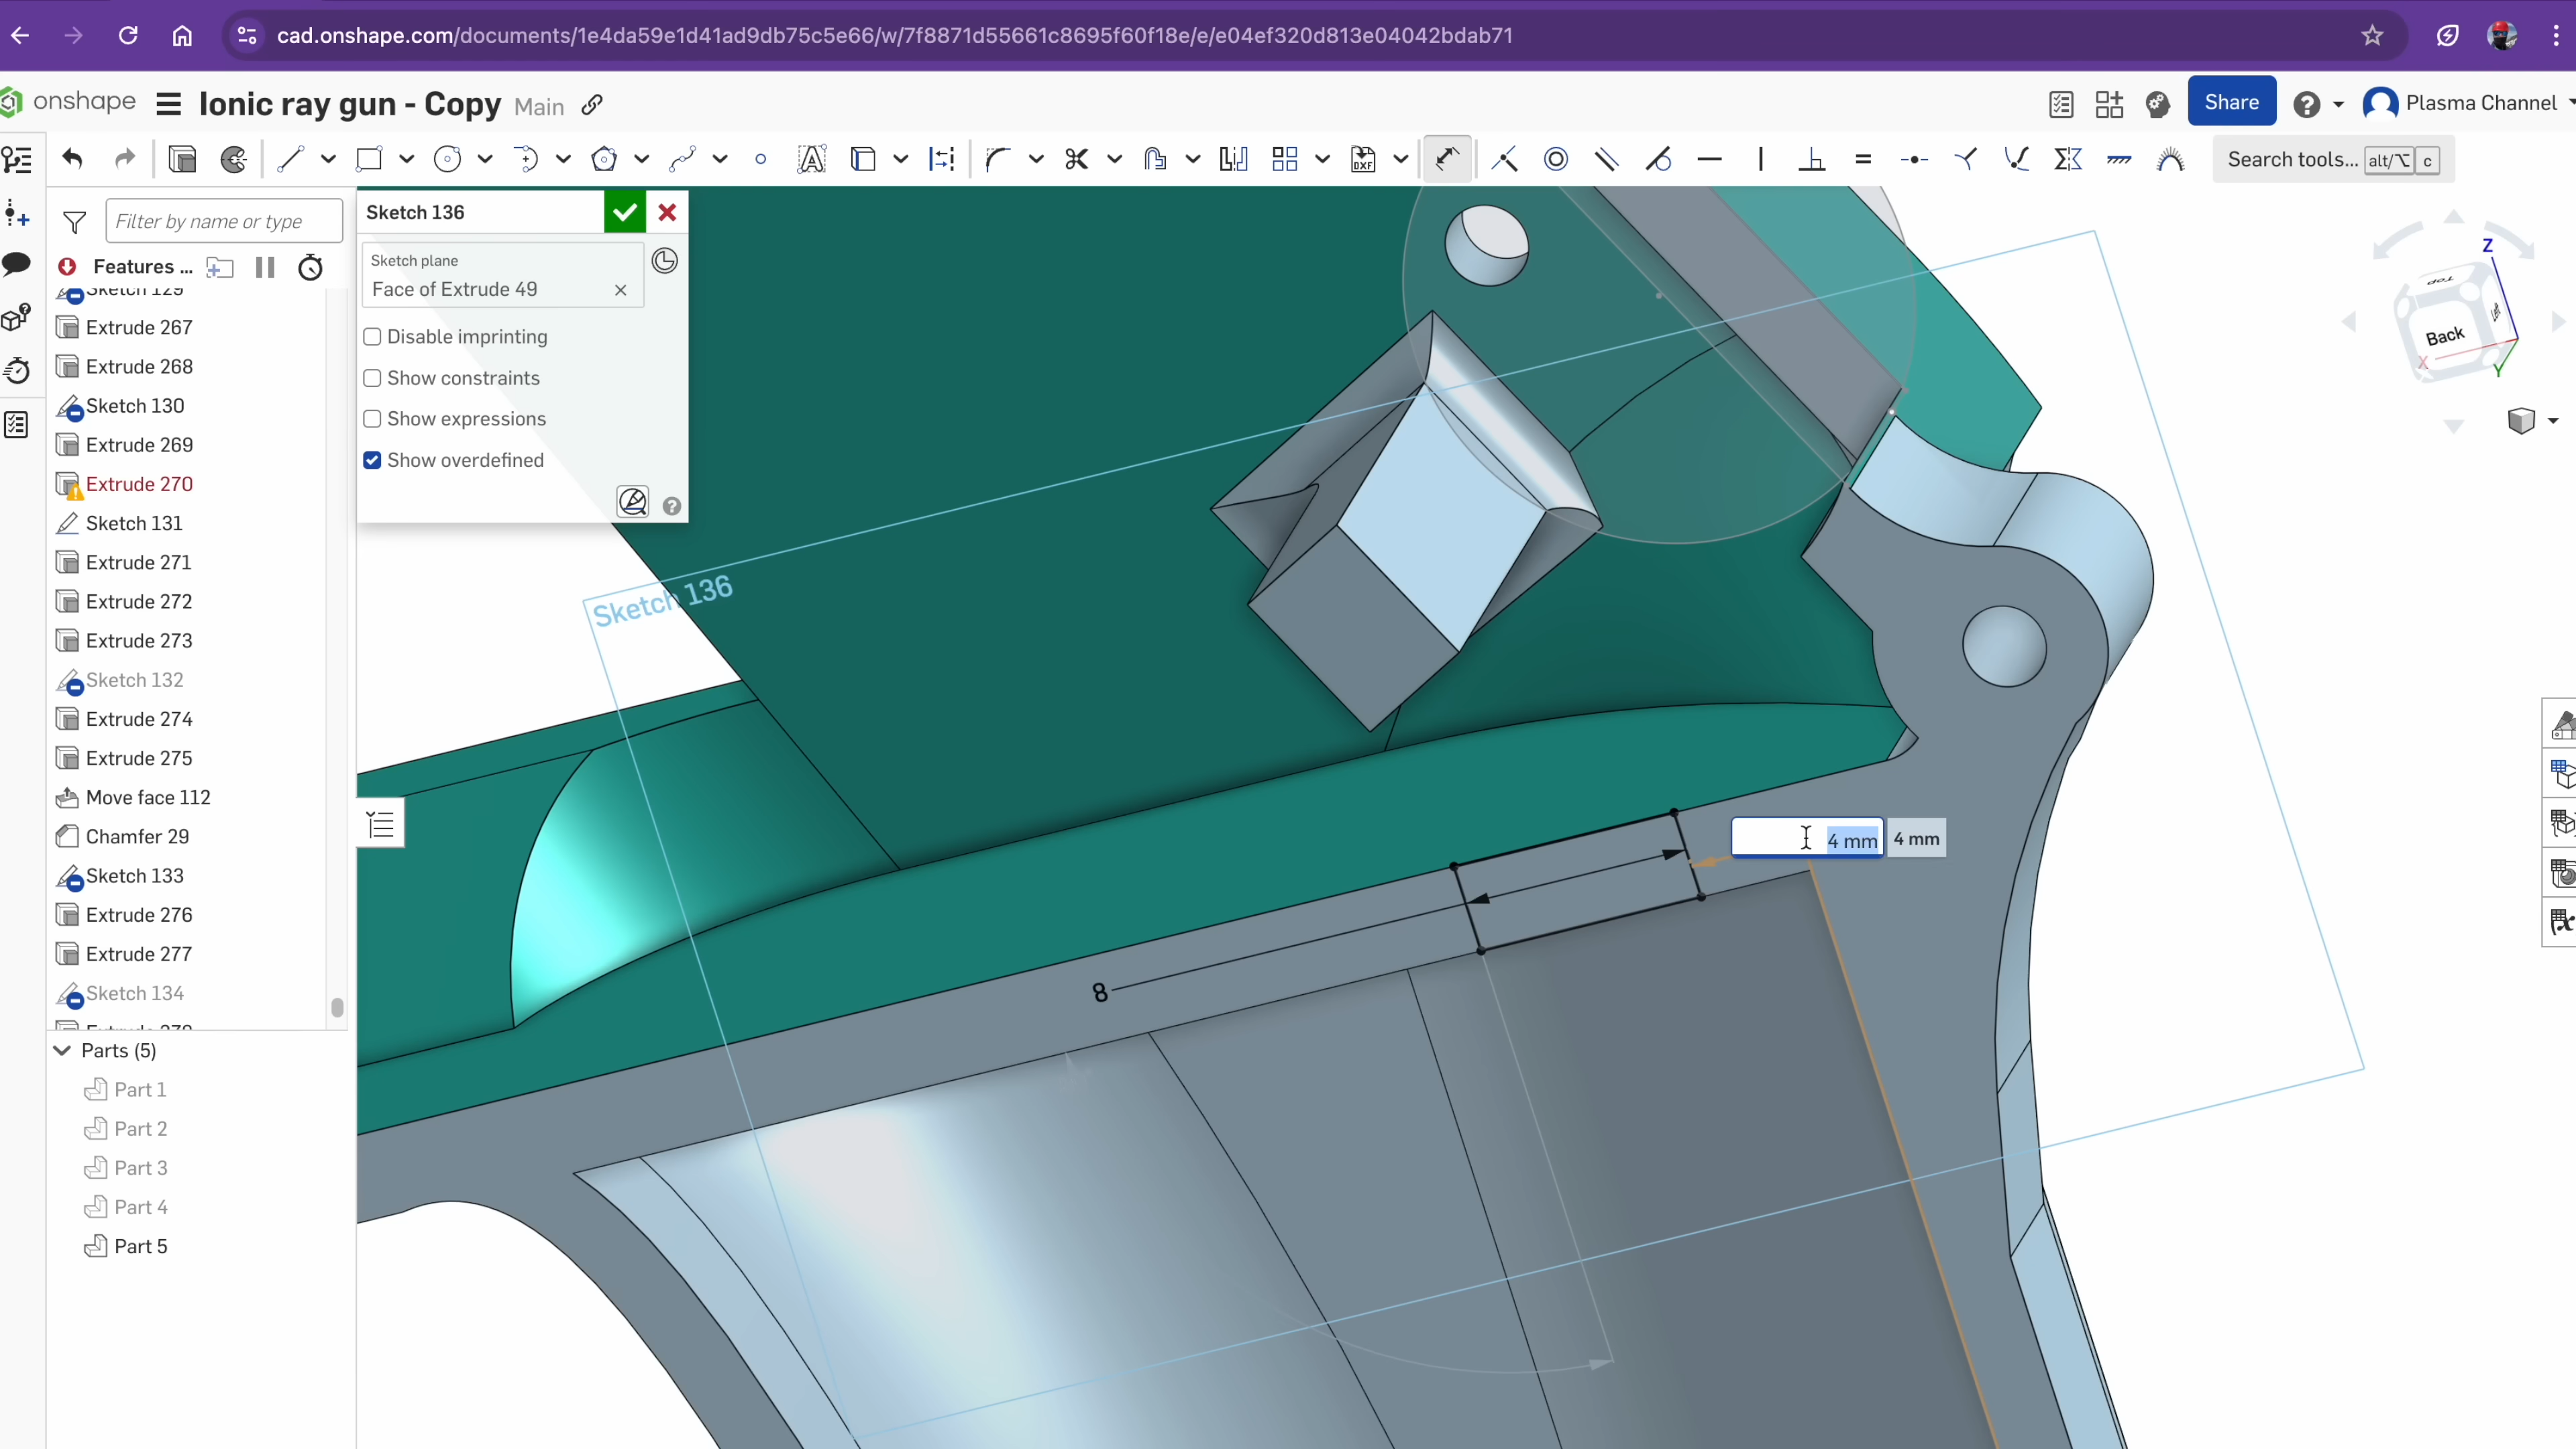 cad.onshape.com/documents/1e4da59e1d41ad9db75c5e66/w/7f8871d55661c8695f60f18e/e/e04ef320d813e04042bdab71
onshape Ionic ray gun - Copy Main
Share
Plasma Channel
DXF
Search tools... alt/⌥ c
Filter by name or type
Features ...
Sketch 129
Extrude 267
Extrude 268
Sketch 130
Extrude 269
Extrude 270
Sketch 131
Extrude 271
Extrude 272
Extrude 273
Sketch 132
Extrude 274
Extrude 275
Move face 112
Chamfer 29
Sketch 133
Extrude 276
Extrude 277
Sketch 134
Parts (5)
Part 1
Part 2
Part 3
Part 4
Part 5
Sketch 136
Sketch plane
Face of Extrude 49
Disable imprinting
Show constraints
Show expressions
Show overdefined
Sketch 136
8
4 mm
4 mm
Z
Top
Left
Back
X
Y